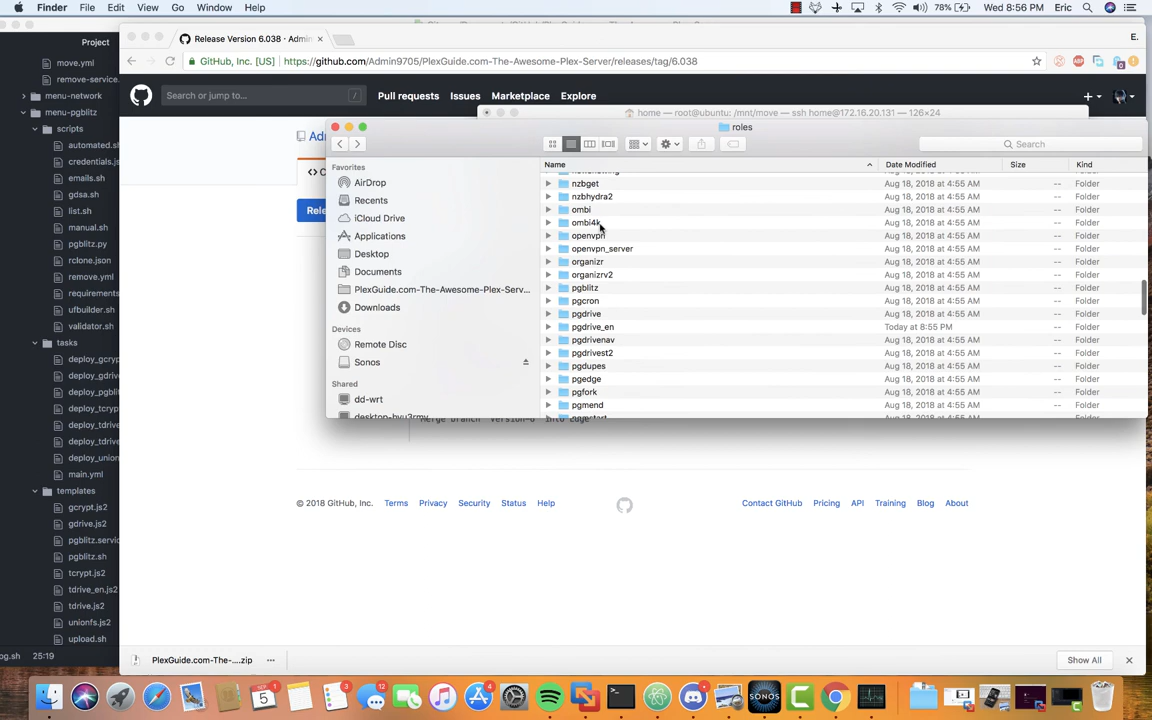 Finder File Edit View Go Window Help
78% Wed 8:56 PM Eric
Project
move.yml
remove-service.
menu-network
menu-pgblitz
scripts
automated.sh
credentials.js
emails.sh
gdsa.sh
list.sh
manual.sh
pgblitz.py
rclone.json
remove.yml
requirements
ufbuilder.sh
validator.sh
tasks
deploy_gcryp
deploy_gdriv
deploy_pgbli
deploy_tcryp
deploy_tdriv
deploy_tdriv
deploy_union
main.yml
templates
gcrypt.js2
gdrive.js2
pgblitz.servic
pgblitz.sh
tcrypt.js2
tdrive_en.js2
tdrive.js2
unionfs.js2
upload.sh
og.sh 25:19
Release Version 6.038 · Admin
E.
GitHub, Inc. [US] https://github.com/Admin9705/PlexGuide.com-The-Awesome-Plex-Server/releases/tag/6.038
Search or jump to... /
Pull requests Issues Marketplace Explore
home — root@ubuntu: /mnt/move — ssh home@172.16.20.131 — 126×24
roles
Search
Favorites
AirDrop
Recents
iCloud Drive
Applications
Desktop
Documents
PlexGuide.com-The-Awesome-Plex-Serv...
Downloads
Devices
Remote Disc
Sonos
Shared
dd-wrt
Name Date Modified Size Kind
nzbget Aug 18, 2018 at 4:55 AM -- Folder
nzbhydra2 Aug 18, 2018 at 4:55 AM -- Folder
ombi Aug 18, 2018 at 4:55 AM -- Folder
ombi4k Aug 18, 2018 at 4:55 AM -- Folder
openvpn Aug 18, 2018 at 4:55 AM -- Folder
openvpn_server Aug 18, 2018 at 4:55 AM -- Folder
organizr Aug 18, 2018 at 4:55 AM -- Folder
organizrv2 Aug 18, 2018 at 4:55 AM -- Folder
pgblitz Aug 18, 2018 at 4:55 AM -- Folder
pgcron Aug 18, 2018 at 4:55 AM -- Folder
pgdrive Aug 18, 2018 at 4:55 AM -- Folder
pgdrive_en Today at 8:55 PM -- Folder
pgdrivenav Aug 18, 2018 at 4:55 AM -- Folder
pgdrivest2 Aug 18, 2018 at 4:55 AM -- Folder
pgdupes Aug 18, 2018 at 4:55 AM -- Folder
pgedge Aug 18, 2018 at 4:55 AM -- Folder
pgfork Aug 18, 2018 at 4:55 AM -- Folder
pgmend Aug 18, 2018 at 4:55 AM -- Folder
Adm
<> C
Rele
© 2018 GitHub, Inc. Terms Privacy Security Status Help
Contact GitHub Pricing API Training Blog About
PlexGuide.com-The-....zip
Show All
SEP
5
1
3
12
4
SONOS